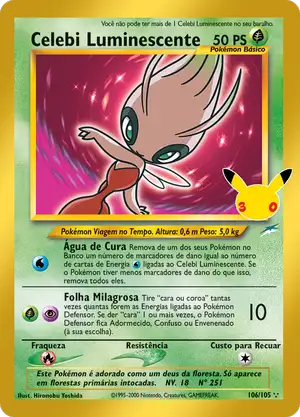 Você não pode ter mais de 1 Celebi Luminescente no seu baralho.
Celebi Luminescente 50 PS
Pokémon Básico
30
Pokémon Viagem no Tempo. Altura: 0,6 m Peso: 5,0 kg
Água de Cura Remova de um dos seus Pokémon no
Banco um número de marcadores de dano igual ao número
de cartas de Energia ligadas ao Celebi Luminescente. Se
o Pokémon tiver menos marcadores de dano do que isso,
remova todos eles.
Folha Milagrosa Tire "cara ou coroa" tantas
vezes quantas forem as Energias ligadas ao Pokémon
Defensor. Se der "cara" 1 ou mais vezes, o Pokémon
Defensor fica Adormecido, Confuso ou Envenenado
(à sua escolha).
10
Fraqueza Resistência Custo para Recuar
Este Pokémon é adorado como um deus da floresta. Só aparece
em florestas primárias intocadas. NV. 18 Nº 251
Ilust. Hironobu Yoshida ©1995-2000 Nintendo, Creatures, GAMEFREAK. 106/105